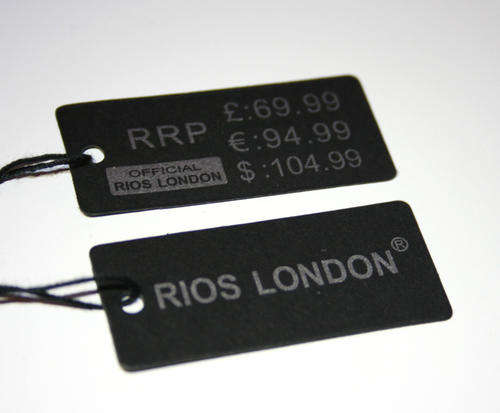 RRP
£:69.99
€:94.99
$:104.99
OFFICIAL
RIOS LONDON
RIOS LONDON®